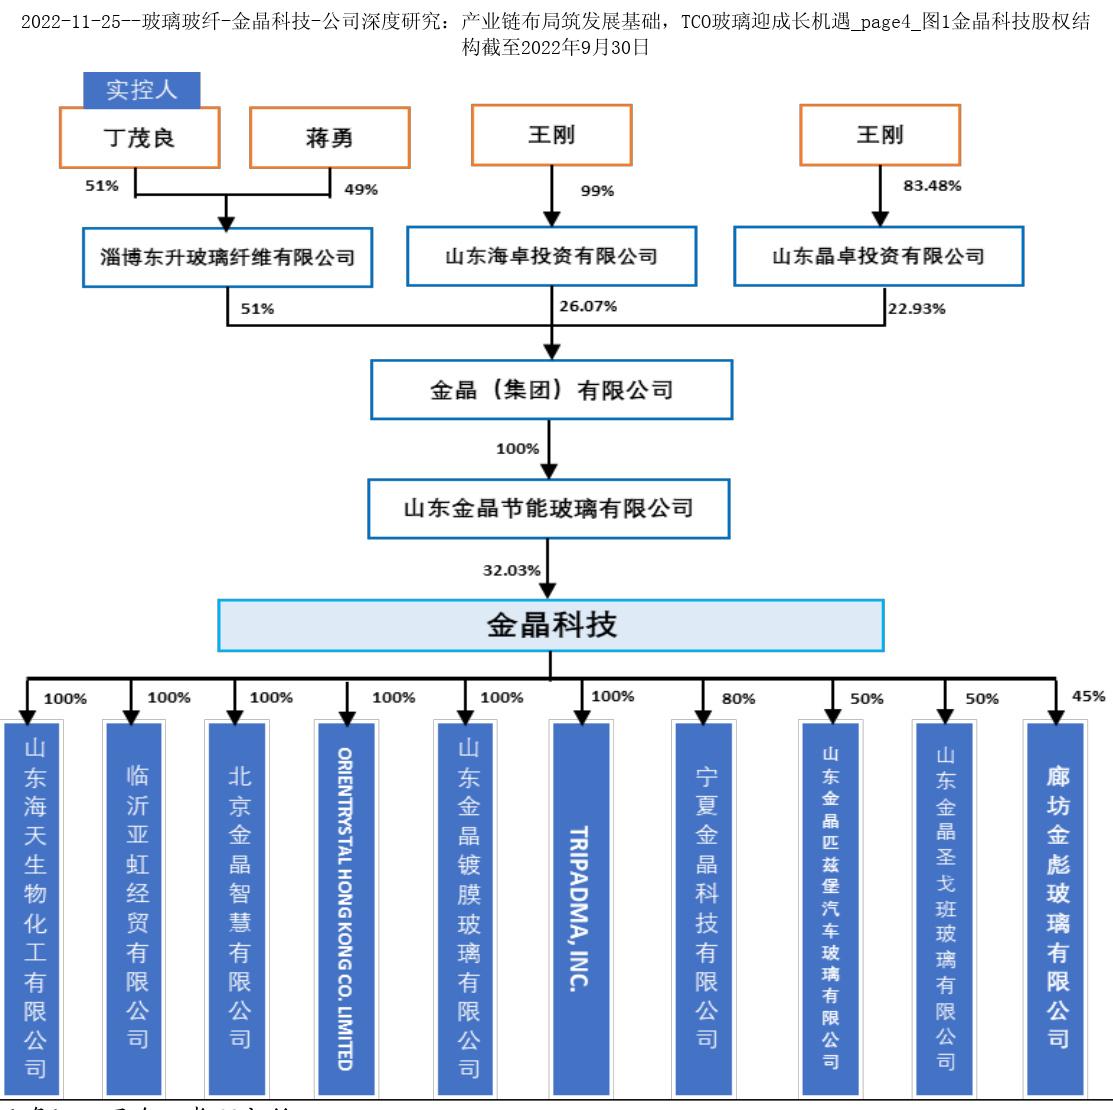 2022-11-25--玻璃玻纤-金晶科技-公司深度研究：产业链布局筑发展基础，TCO玻璃迎成长机遇_page4_图1金晶科技股权结
构截至2022年9月30日
实控人
丁茂良
蒋勇
王刚
王刚
51%
49%
99%
83.48%
淄博东升玻璃纤维有限公司
山东海卓投资有限公司
山东晶卓投资有限公司
51%
26.07%
22.93%
金晶（集团）有限公司
100%
山东金晶节能玻璃有限公司
32.03%
金晶科技
100%
100%
100%
100%
100%
100%
80%
50%
50%
45%
山东海天生物化工有限公司
临沂亚虹经贸有限公司
北京金晶智慧有限公司
ORIENTRYSTAL HONG KONG CO. LIMITED
山东金晶镀膜玻璃有限公司
TRIPADMA, INC.
宁夏金晶科技有限公司
山东金晶匹兹堡汽车玻璃有限公司
山东金晶圣戈班玻璃有限公司
廊坊金彪玻璃有限公司